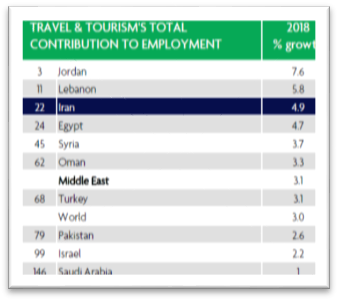 TRAVEL & TOURISM'S TOTAL 2018
CONTRIBUTION TO EMPLOYMENT % growt
3 Jordan 7.6
11 Lebanon 5.8
22 Iran 4.9
24 Egypt 4.7
45 Syria 3.7
62 Oman 3.3
Middle East 3.1
68 Turkey 3.1
World 3.0
79 Pakistan 2.6
99 Israel 2.2
146 Saudi Arabia 1